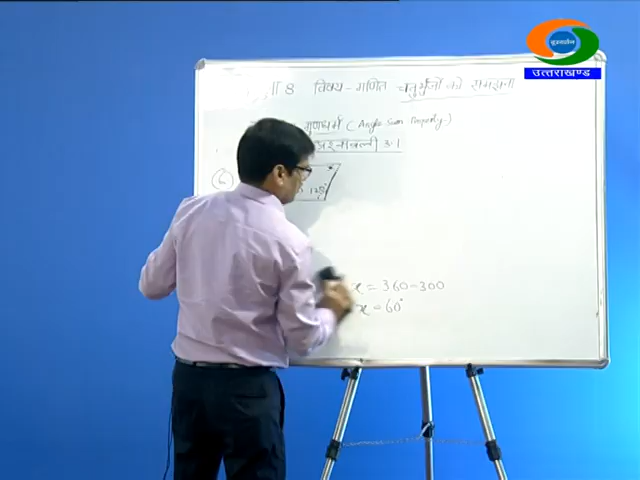 दूरदर्शन
उत्तराखण्ड
8 विषय - गणित चतुर्भुजों को समझना
गुणधर्म ( Angle Sum Property )
प्रश्नावली 3.1
6
x = 360-300
x = 60°